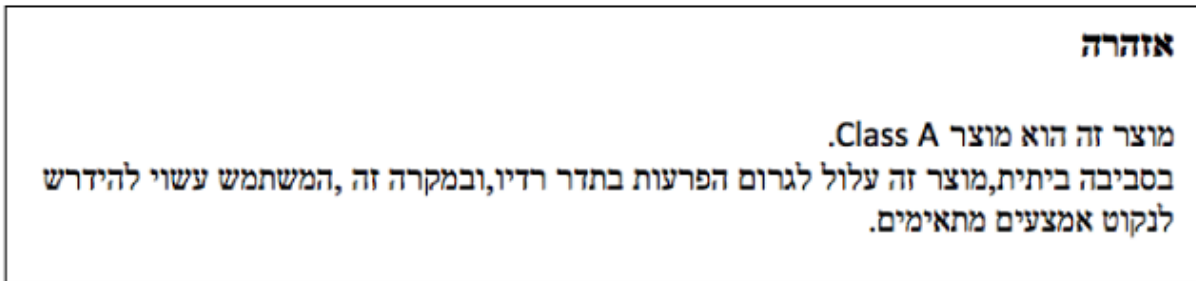 אזהרה
מוצר זה הוא מוצר Class A.
בסביבה ביתית,מוצר זה עלול לגרום הפרעות בתדר רדיו,ובמקרה זה ,המשתמש עשוי להידרש
לנקוט אמצעים מתאימים.